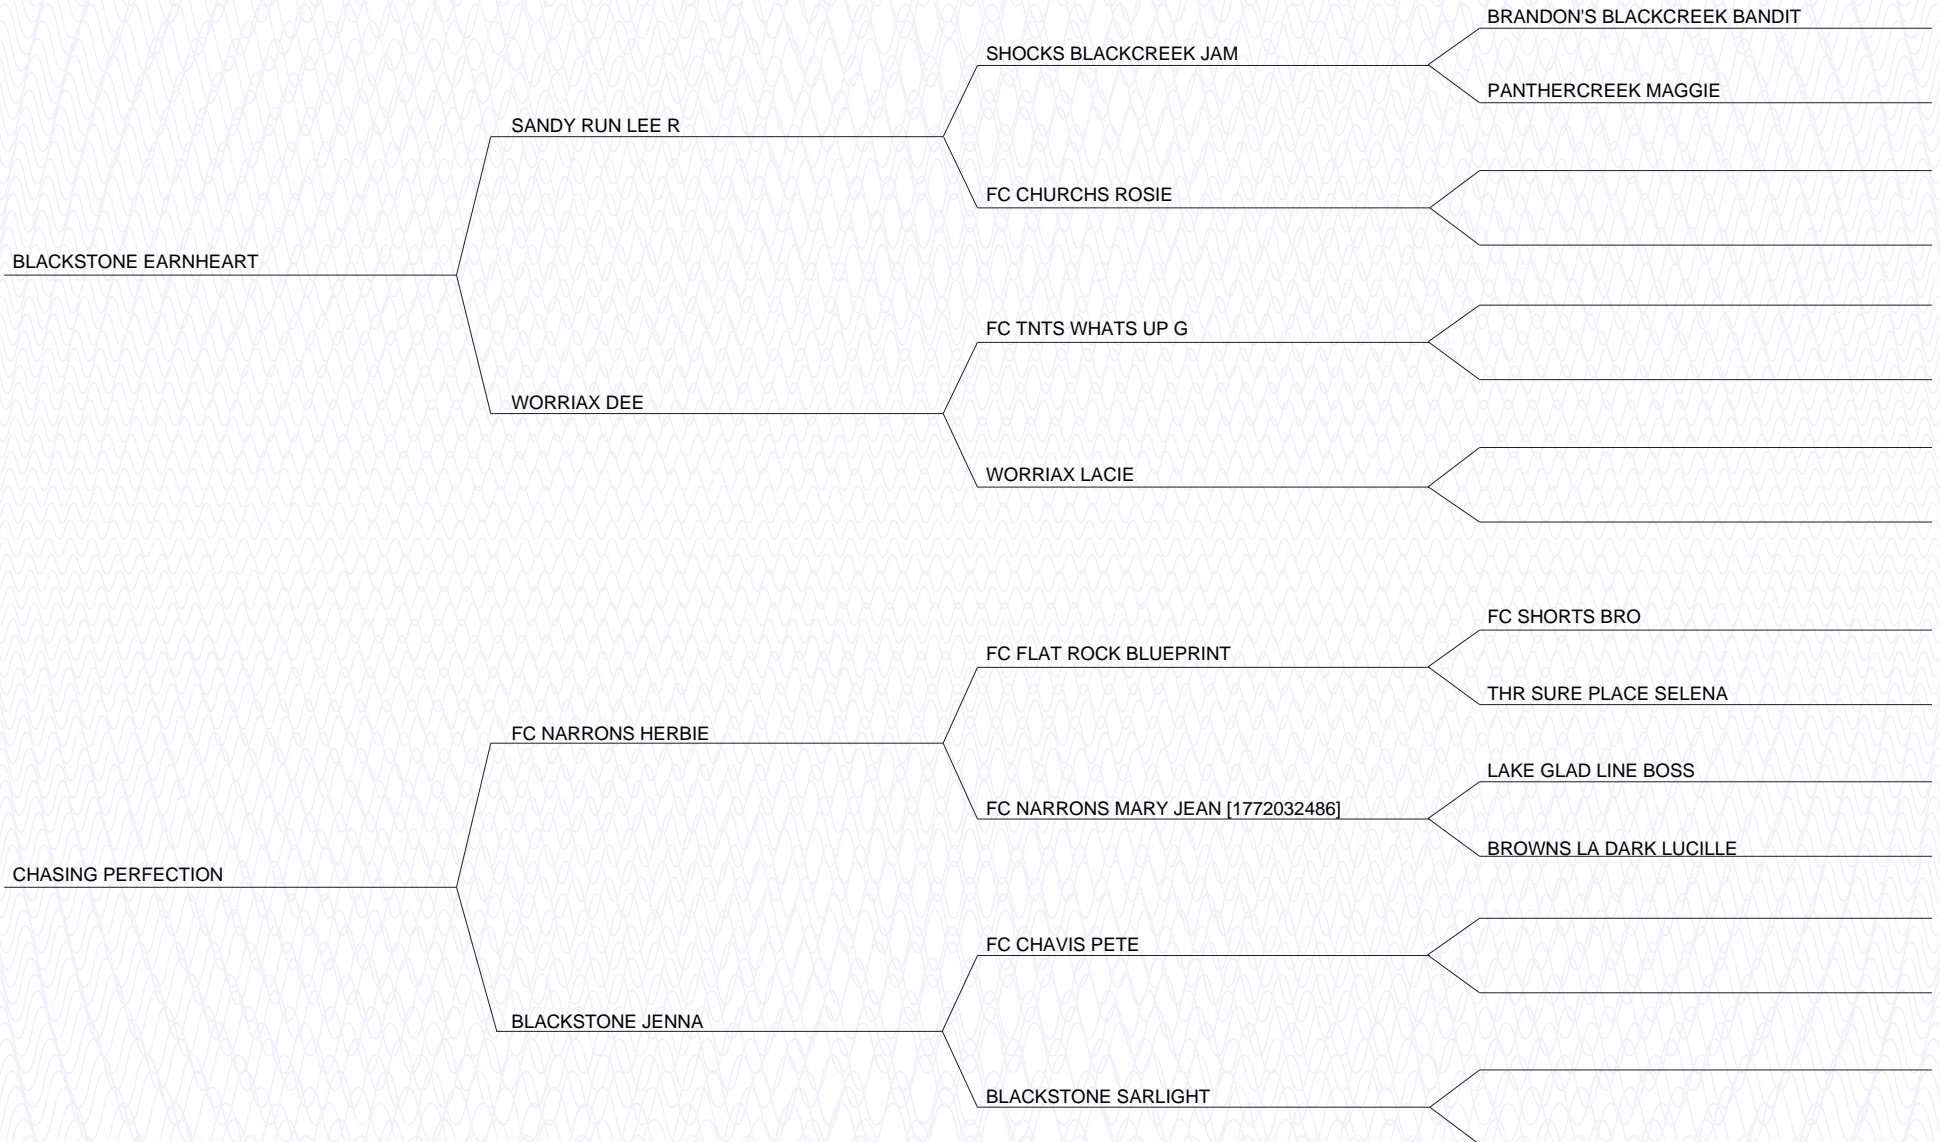 BRANDON'S BLACKCREEK BANDIT
SHOCKS BLACKCREEK JAM
PANTHERCREEK MAGGIE
SANDY RUN LEE R
FC CHURCHS ROSIE
BLACKSTONE EARNHEART
FC TNTS WHATS UP G
WORRIAX DEE
WORRIAX LACIE
FC SHORTS BRO
FC FLAT ROCK BLUEPRINT
THR SURE PLACE SELENA
FC NARRONS HERBIE
LAKE GLAD LINE BOSS
FC NARRONS MARY JEAN [1772032486]
BROWNS LA DARK LUCILLE
CHASING PERFECTION
FC CHAVIS PETE
BLACKSTONE JENNA
BLACKSTONE SARLIGHT